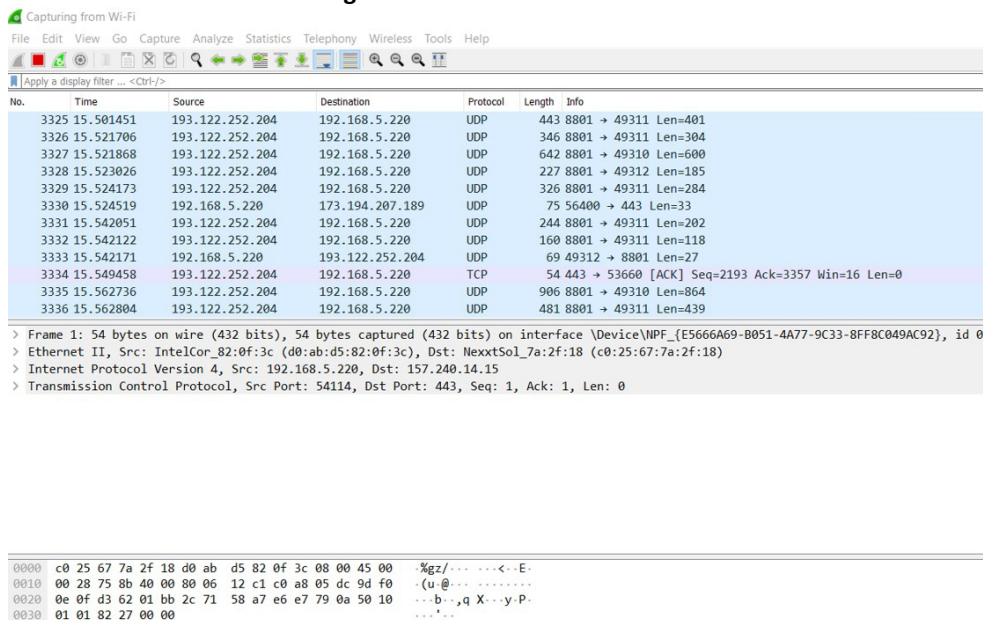 Capturing from Wi-Fi
File Edit View Go Capture Analyze Statistics Telephony Wireless Tools Help
Apply a display filter ... <Ctrl-/>
No. Time Source Destination Protocol Length Info
3325 15.501451 193.122.252.204 192.168.5.220 UDP 443 8801 → 49311 Len=401
3326 15.521706 193.122.252.204 192.168.5.220 UDP 346 8801 → 49311 Len=304
3327 15.521868 193.122.252.204 192.168.5.220 UDP 642 8801 → 49310 Len=600
3328 15.523026 193.122.252.204 192.168.5.220 UDP 227 8801 → 49312 Len=185
3329 15.524173 193.122.252.204 192.168.5.220 UDP 326 8801 → 49311 Len=284
3330 15.524519 192.168.5.220 173.194.207.189 UDP 75 56400 → 443 Len=33
3331 15.542051 193.122.252.204 192.168.5.220 UDP 244 8801 → 49311 Len=202
3332 15.542122 193.122.252.204 192.168.5.220 UDP 160 8801 → 49311 Len=118
3333 15.542171 192.168.5.220 193.122.252.204 UDP 69 49312 → 8801 Len=27
3334 15.549458 193.122.252.204 192.168.5.220 TCP 54 443 → 53660 [ACK] Seq=2193 Ack=3357 Win=16 Len=0
3335 15.562736 193.122.252.204 192.168.5.220 UDP 906 8801 → 49310 Len=864
3336 15.562804 193.122.252.204 192.168.5.220 UDP 481 8801 → 49311 Len=439
> Frame 1: 54 bytes on wire (432 bits), 54 bytes captured (432 bits) on interface \Device\NPF_{E5666A69-B051-4A77-9C33-8FF8C049AC92}, id 0
> Ethernet II, Src: IntelCor_82:0f:3c (d0:ab:d5:82:0f:3c), Dst: NexxtSol_7a:2f:18 (c0:25:67:7a:2f:18)
> Internet Protocol Version 4, Src: 192.168.5.220, Dst: 157.240.14.15
> Transmission Control Protocol, Src Port: 54114, Dst Port: 443, Seq: 1, Ack: 1, Len: 0
0000 c0 25 67 7a 2f 18 d0 ab d5 82 0f 3c 08 00 45 00 ·%gz/··· ···<··E·
0010 00 28 75 8b 40 00 80 06 12 c1 c0 a8 05 dc 9d f0 ·(u·@··· ········
0020 0e 0f d3 62 01 bb 2c 71 58 a7 e6 e7 79 0a 50 10 ···b··,q X···y·P·
0030 01 01 82 27 00 00 ···'··